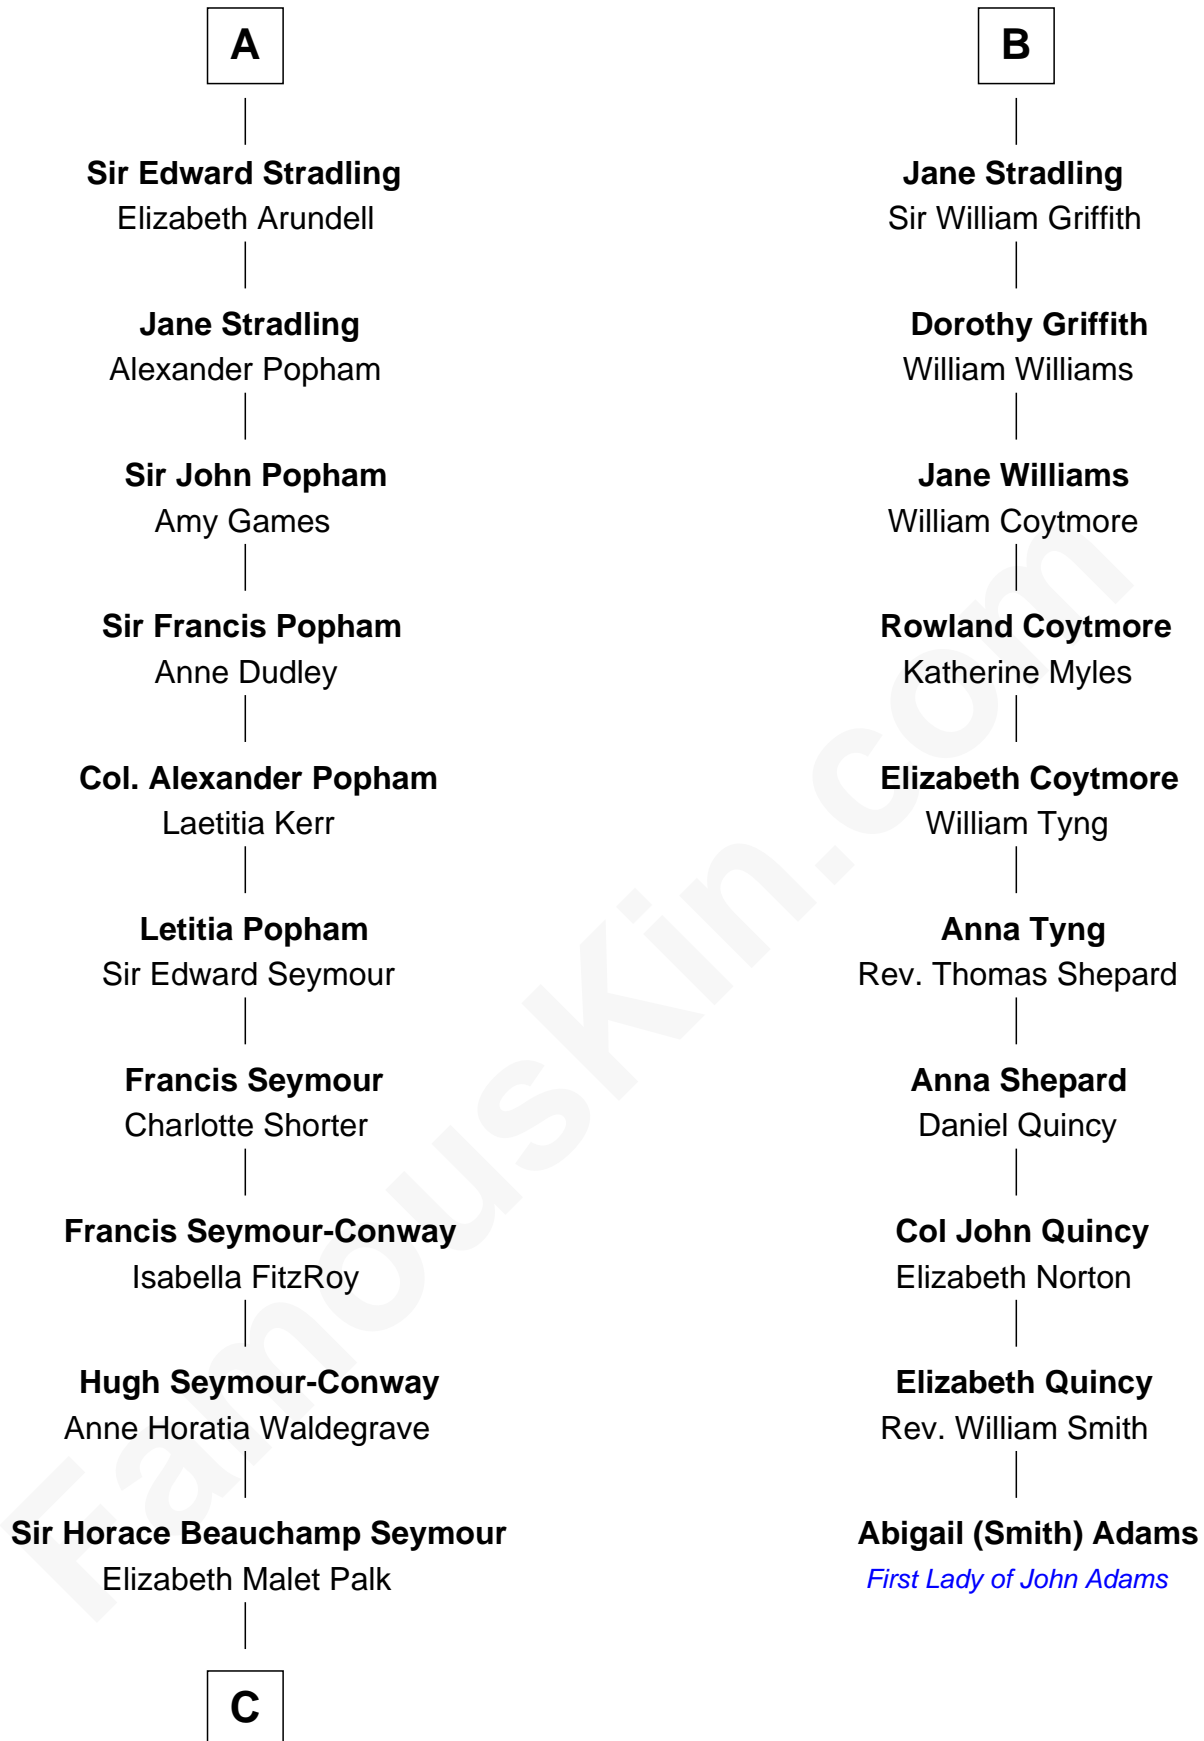 A
Sir Edward Stradling
Elizabeth Arundell
Jane Stradling
Alexander Popham
Sir John Popham
Amy Games
Sir Francis Popham
Anne Dudley
Col. Alexander Popham
Laetitia Kerr
Letitia Popham
Sir Edward Seymour
Francis Seymour
Charlotte Shorter
Francis Seymour-Conway
Isabella FitzRoy
Hugh Seymour-Conway
Anne Horatia Waldegrave
Sir Horace Beauchamp Seymour
Elizabeth Malet Palk
C
B
Jane Stradling
Sir William Griffith
Dorothy Griffith
William Williams
Jane Williams
William Coytmore
Rowland Coytmore
Katherine Myles
Elizabeth Coytmore
William Tyng
Anna Tyng
Rev. Thomas Shepard
Anna Shepard
Daniel Quincy
Col John Quincy
Elizabeth Norton
Elizabeth Quincy
Rev. William Smith
Abigail (Smith) Adams
First Lady of John Adams
FamousKin.com